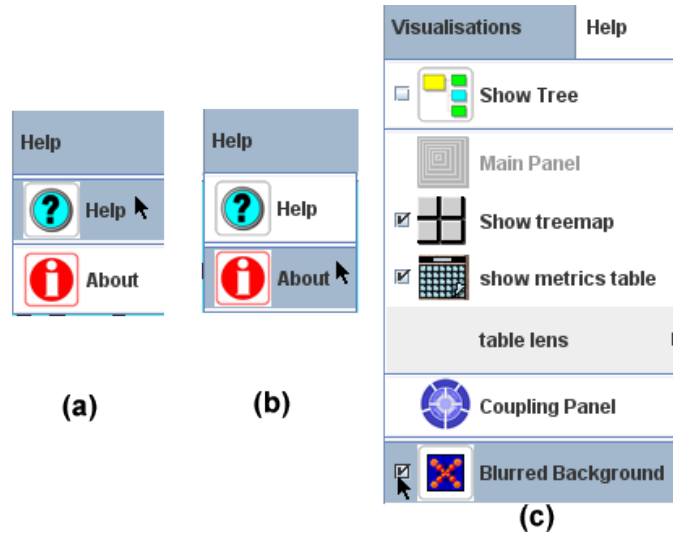 Help
Help
About
(a)
Help
Help
About
(b)
Visualisations Help
Show Tree
Main Panel
Show treemap
show metrics table
table lens
Coupling Panel
Blurred Background
(c)